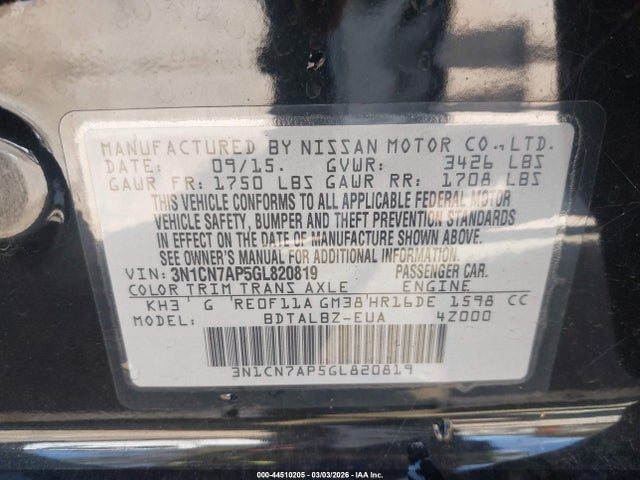 MANUFACTURED BY NISSAN MOTOR CO.,LTD.
DATE: 09/15. GVWR: 3426 LBS
GAWR FR: 1750 LBS GAWR RR: 1708 LBS
THIS VEHICLE CONFORMS TO ALL APPLICABLE FEDERAL MOTOR
VEHICLE SAFETY, BUMPER AND THEFT PREVENTION STANDARDS
IN EFFECT ON THE DATE OF MANUFACTURE SHOWN ABOVE.
SEE OWNER'S MANUAL FOR ADDITIONAL INFORMATION.
VIN: 3N1CN7AP5GL820819 PASSENGER CAR.
COLOR TRIM TRANS AXLE ENGINE
KH3 G RE0F11A GM38 HR16DE 1598 CC
MODEL: BDTALBZ-EUA 4Z000
3N1CN7AP5GL820819
000-44510205 - 03/03/2026 - IAA Inc.